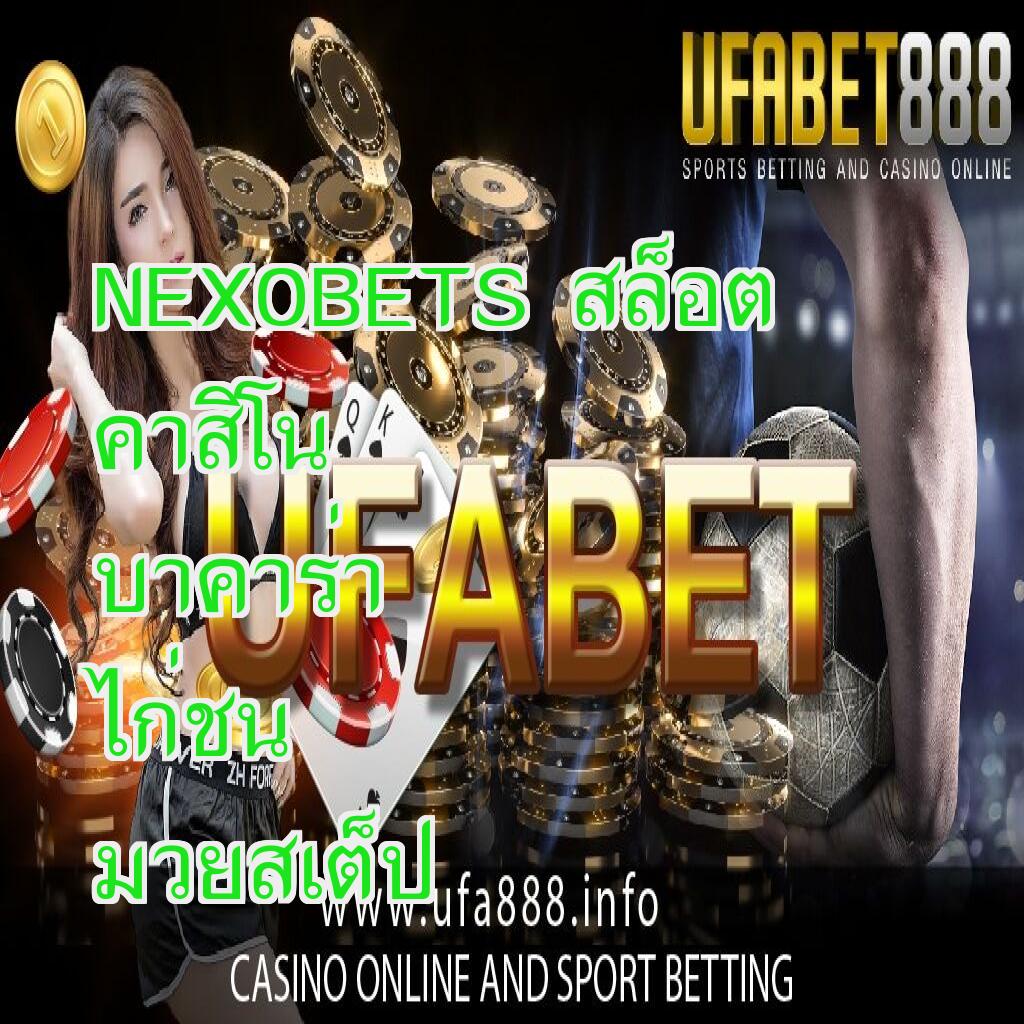 UFABET888
SPORTS BETTING AND CASINO ONLINE
NEXOBETS สล็อต
คาสิโน
Q K
UFABET
บาคาร่า
ไก่ชน
ZH FORE
มวยสเต็ป
www.ufa888.info
CASINO ONLINE AND SPORT BETTING